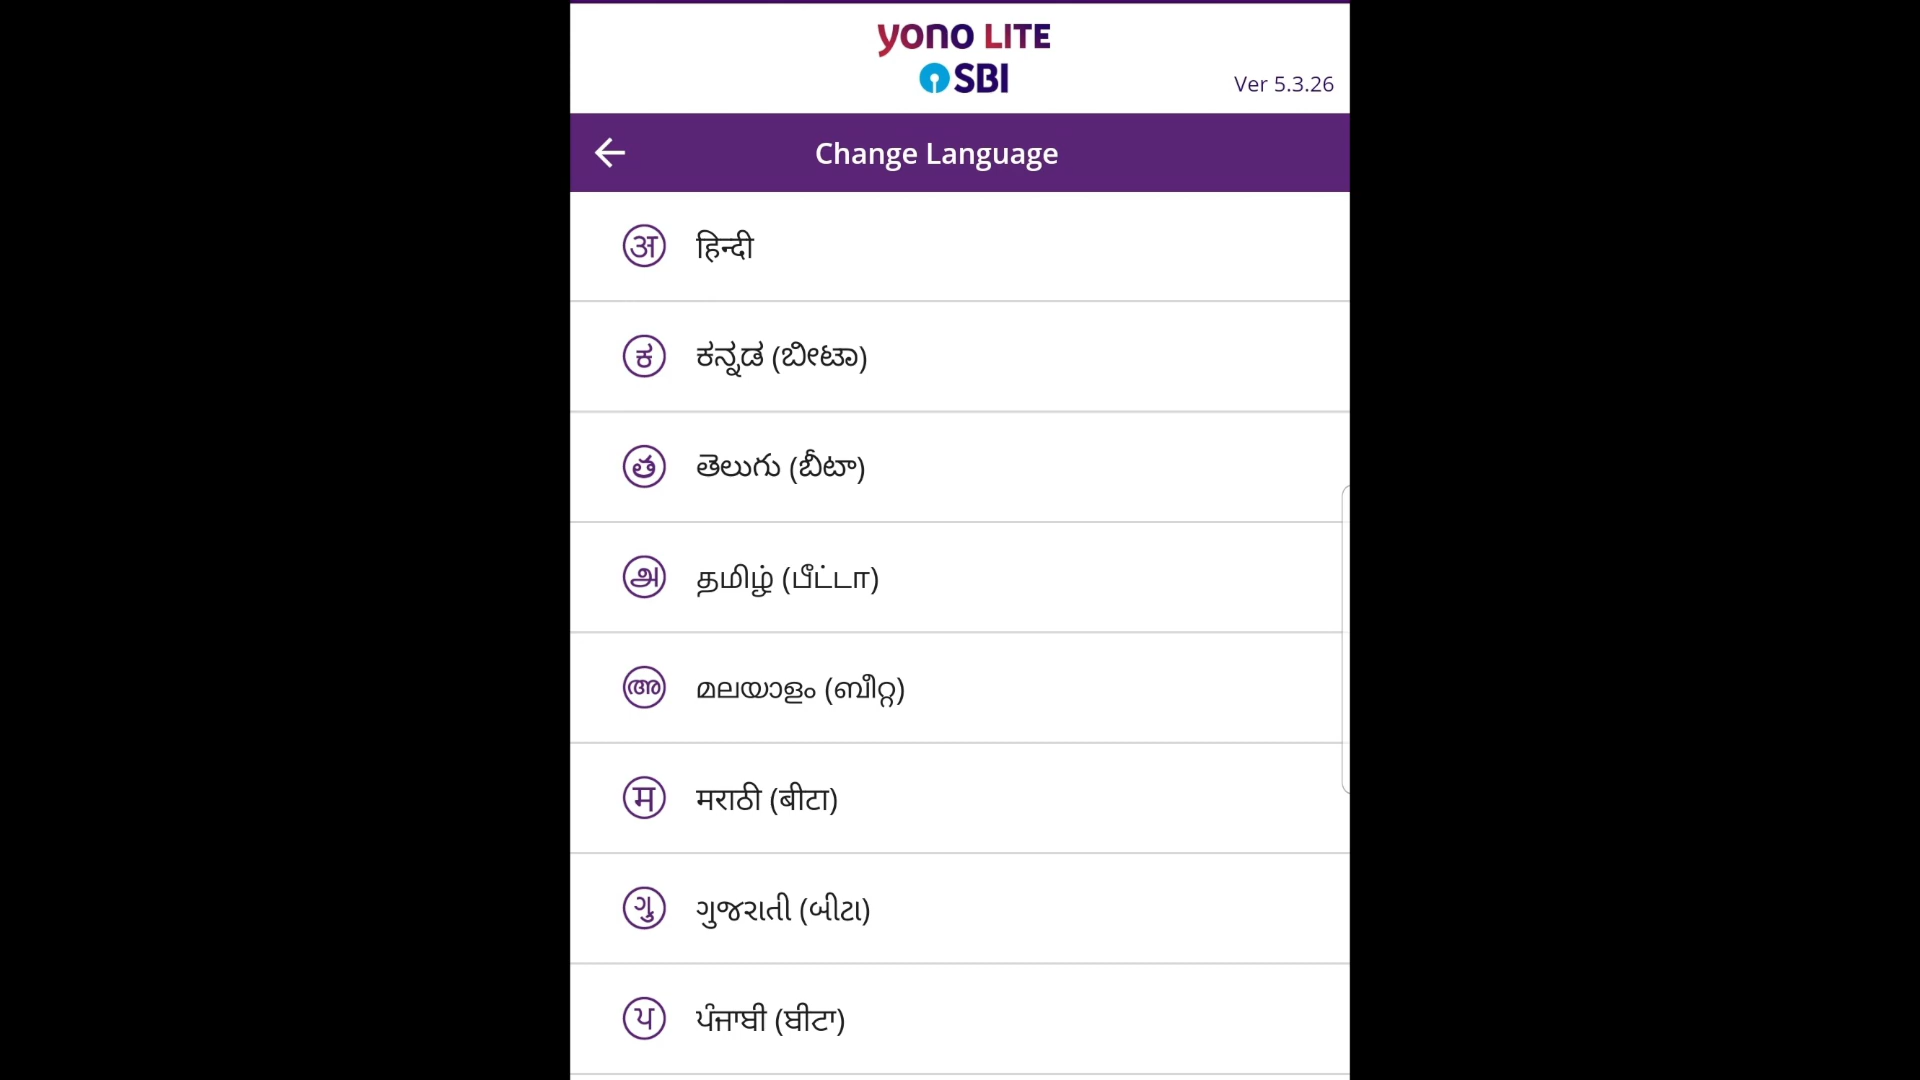 yono LITE
SBI
Ver 5.3.26
Change Language
अ हिन्दी
ಕ ಕನ್ನಡ (ಬೀಟಾ)
త తెలుగు (బీటా)
அ தமிழ் (பீட்டா)
അ മലയാളം (ബീറ്റ)
म मराठी (बीटा)
ગુ ગુજરાતી (બીટા)
ਪ ਪੰਜਾਬੀ (ਬੀਟਾ)